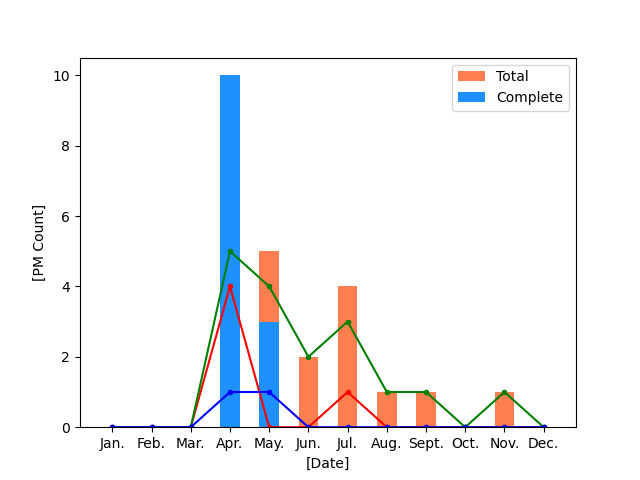 Total
Complete
[PM Count]
10
8
6
4
2
0
Jan. Feb. Mar. Apr. May. Jun. Jul. Aug. Sept. Oct. Nov. Dec.
[Date]